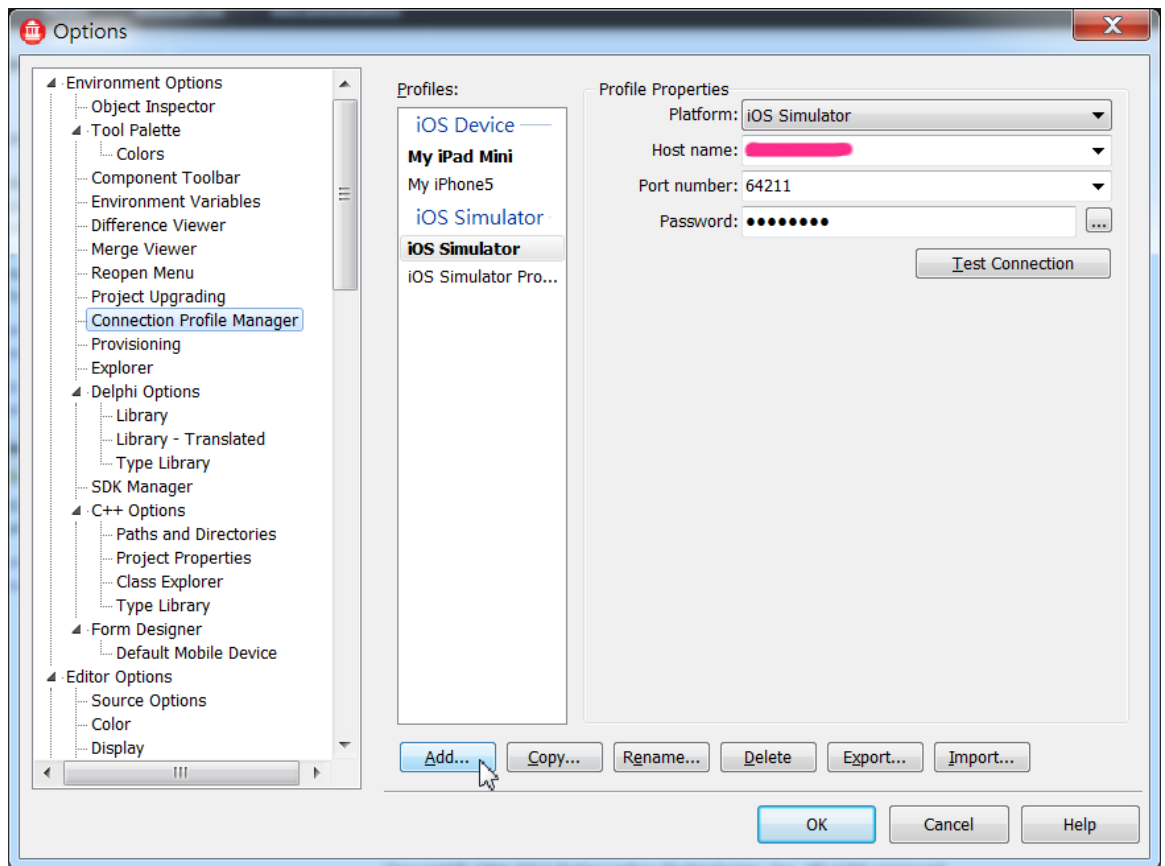 Options
Environment Options
Object Inspector
Tool Palette
Colors
Component Toolbar
Environment Variables
Difference Viewer
Merge Viewer
Reopen Menu
Project Upgrading
Connection Profile Manager
Provisioning
Explorer
Delphi Options
Library
Library - Translated
Type Library
SDK Manager
C++ Options
Paths and Directories
Project Properties
Class Explorer
Type Library
Form Designer
Default Mobile Device
Editor Options
Source Options
Color
Display
Profiles:
iOS Device
My iPad Mini
My iPhone5
iOS Simulator
iOS Simulator
iOS Simulator Pro...
Profile Properties
Platform: iOS Simulator
Host name:
Port number: 64211
Password: ●●●●●●●●
...
Test Connection
Add... Copy... Rename... Delete Export... Import...
OK Cancel Help